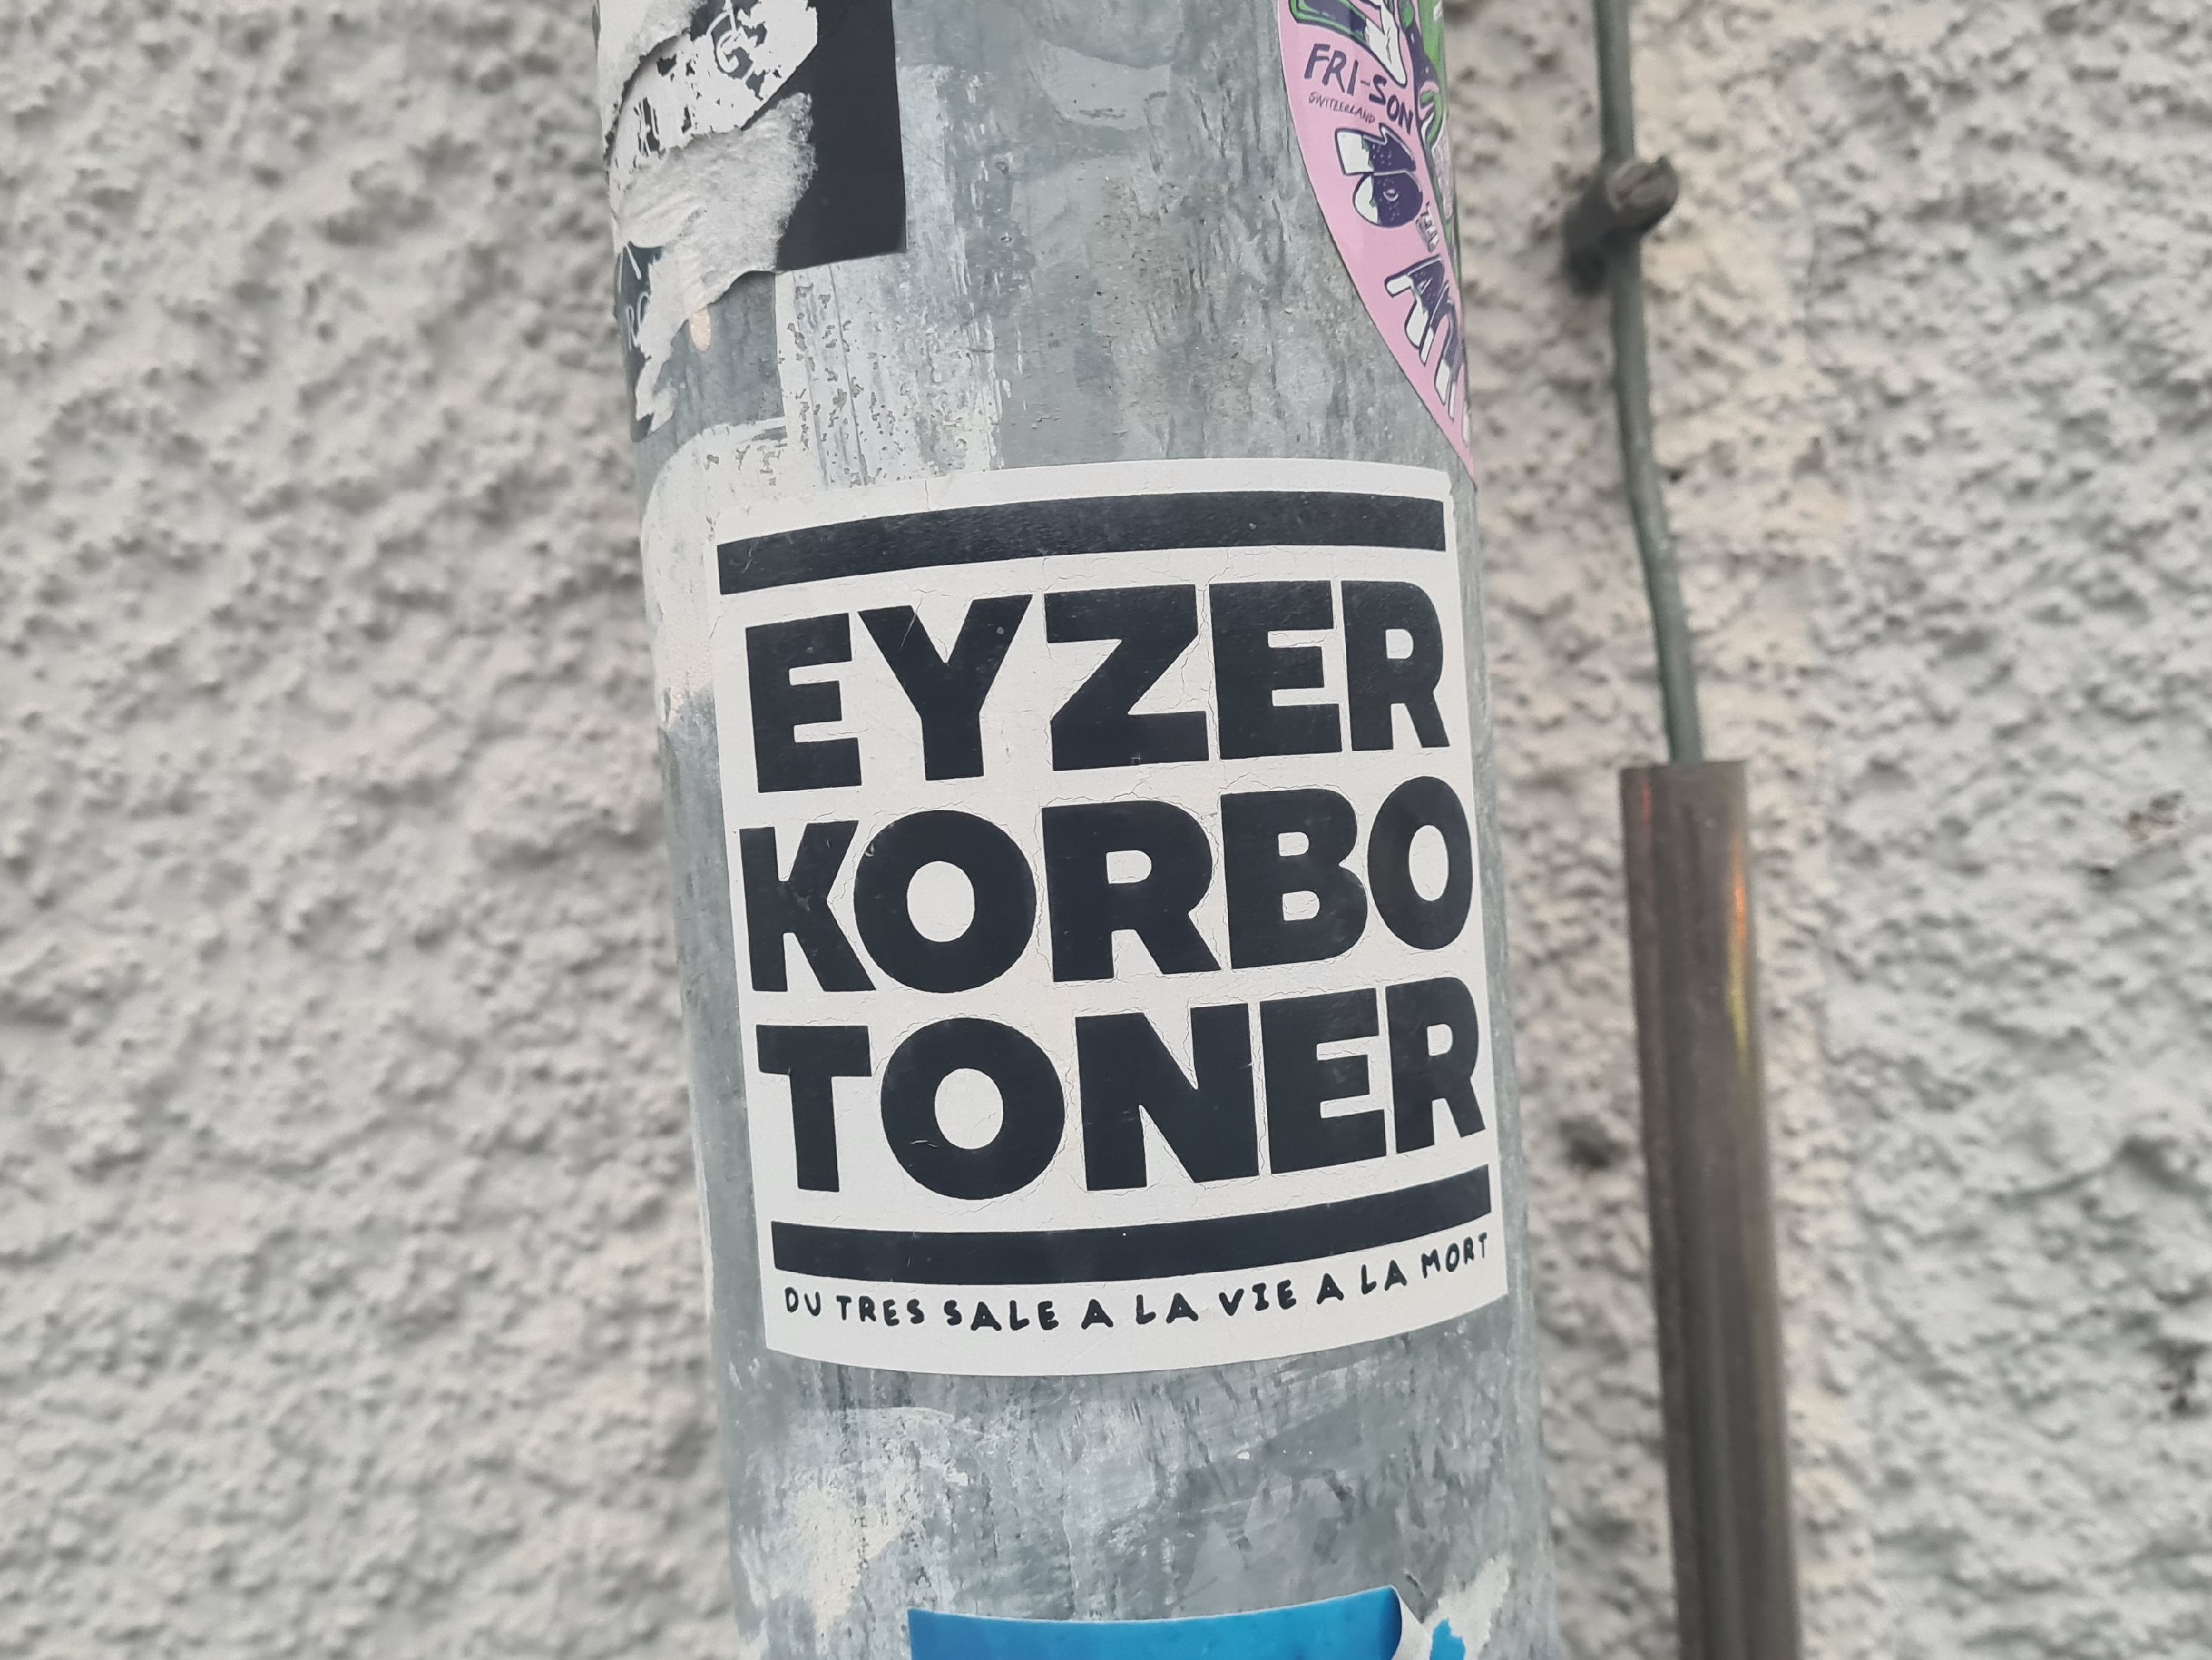 FRI-SON
SWITZERLAND
EYZER
KORBO
TONER
DU TRES SALE A LA VIE A LA MORT